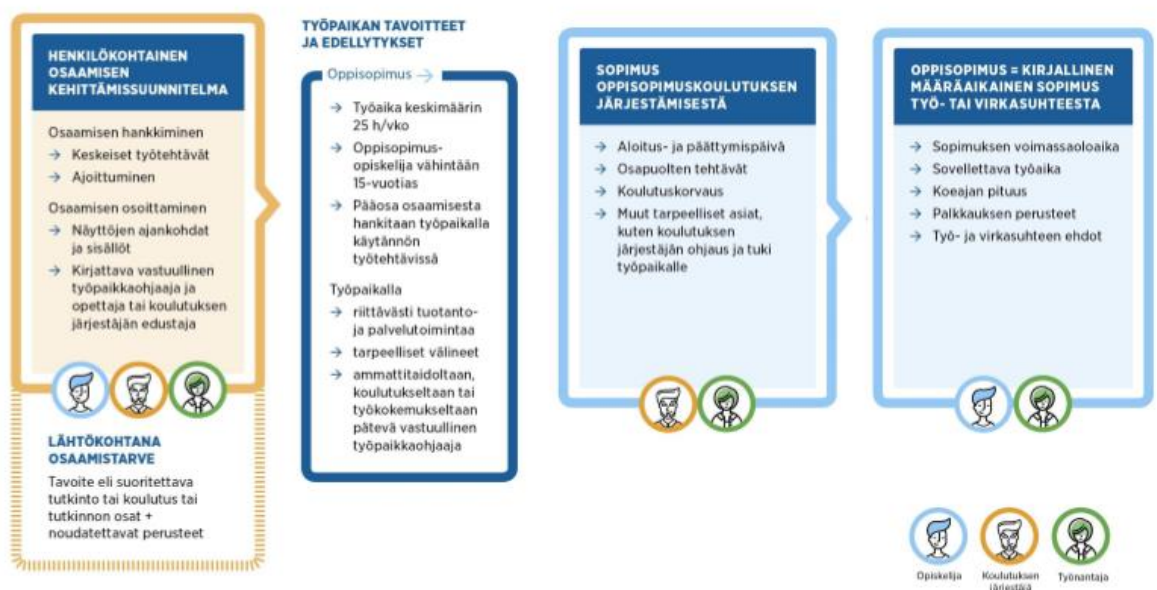 HENKILÖKOHTAINEN
OSAAMISEN
KEHITTÄMISSUUNNITELMA
Osaamisen hankkiminen
→ Keskeiset työtehtävät
→ Ajoittuminen
Osaamisen osoittaminen
→ Näyttöjen ajankohdat
ja sisällöt
→ Kirjattava vastuullinen
työpaikkaohjaaja ja
opettaja tai koulutuksen
järjestäjän edustaja
LÄHTÖKOHTANA
OSAAMISTARVE
Tavoite eli suoritettava
tutkinto tai koulutus tai
tutkinnon osat +
noudatettavat perusteet
TYÖPAIKAN TAVOITTEET
JA EDELLYTYKSET
Oppisopimus →
→ Työaika keskimäärin
25 h/vko
→ Oppisopimus-
opiskelija vähintään
15-vuotias
→ Pääosa osaamisesta
hankitaan työpaikalla
käytännön
työtehtävissä
Työpaikalla
→ riittävästi tuotanto-
ja palvelutoimintaa
→ tarpeelliset välineet
→ ammattitaidoltaan,
koulutukseltaan tai
työkokemukseltaan
pätevä vastuullinen
työpaikkaohjaaja
SOPIMUS
OPPISOPIMUSKOULUTUKSEN
JÄRJESTÄMISESTÄ
→ Aloitus- ja päättymispäivä
→ Osapuolten tehtävät
→ Koulutuskorvaus
→ Muut tarpeelliset asiat,
kuten koulutuksen
järjestäjän ohjaus ja tuki
työpaikalle
OPPISOPIMUS = KIRJALLINEN
MÄÄRÄAIKAINEN SOPIMUS
TYÖ- TAI VIRKASUHTEESTA
→ Sopimuksen voimassaoloaika
→ Sovellettava työaika
→ Koeajan pituus
→ Palkkauksen perusteet
→ Työ- ja virkasuhteen ehdot
Opiskelija
Koulutuksen
järjestäjä
Työnantaja